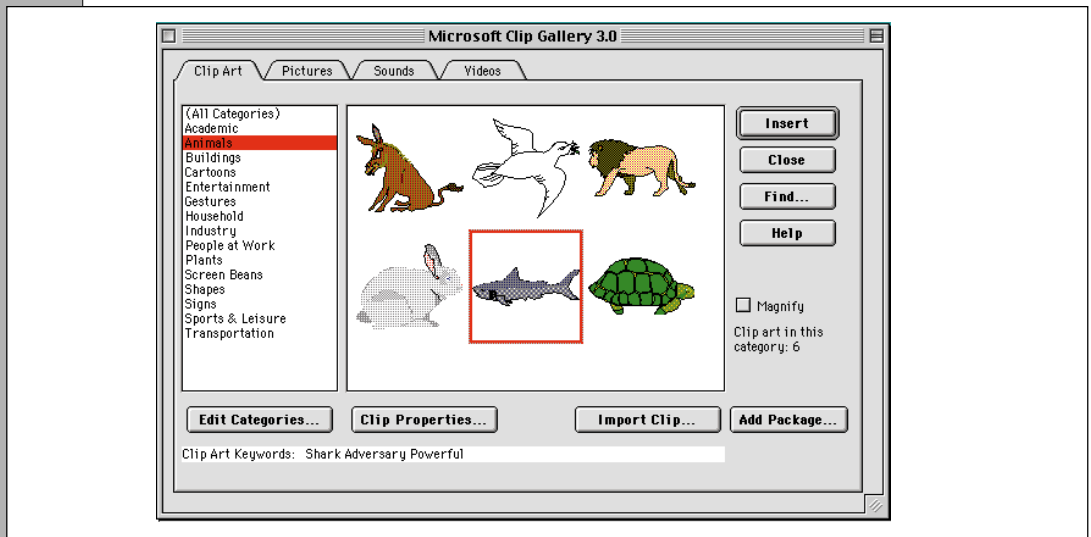 Microsoft Clip Gallery 3.0
Clip Art
Pictures
Sounds
Videos
(All Categories)
Academic
Animals
Buildings
Cartoons
Entertainment
Gestures
Household
Industry
People at Work
Plants
Screen Beans
Shapes
Signs
Sports & Leisure
Transportation
Insert
Close
Find...
Help
Magnify
Clip art in this
category: 6
Edit Categories...
Clip Properties...
Import Clip...
Add Package...
Clip Art Keywords: Shark Adversary Powerful